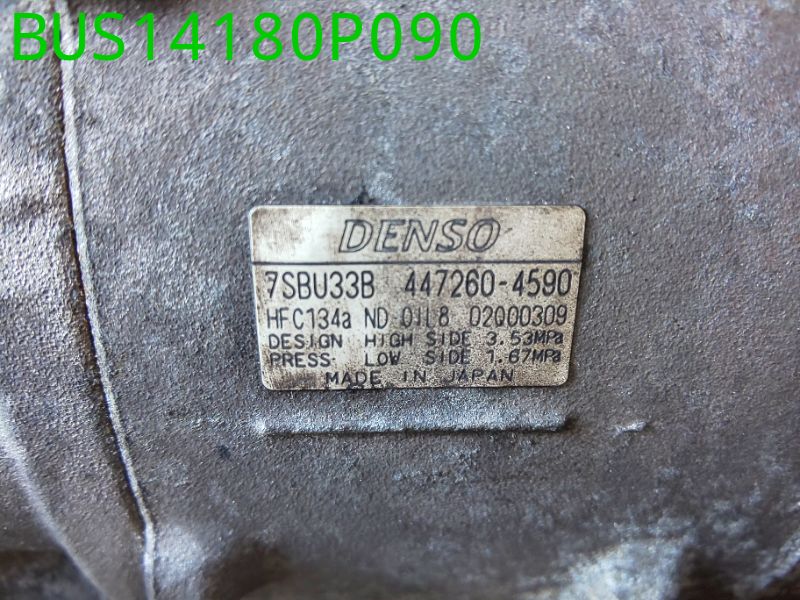 BUS14180P090
DENSO
7SBU33B 447260-4590
HFC134a ND OIL8 02Q00309
DESIGN HIGH SIDE 3.53MPa
PRESS. LOW SIDE 1.67MPa
MADE IN JAPAN